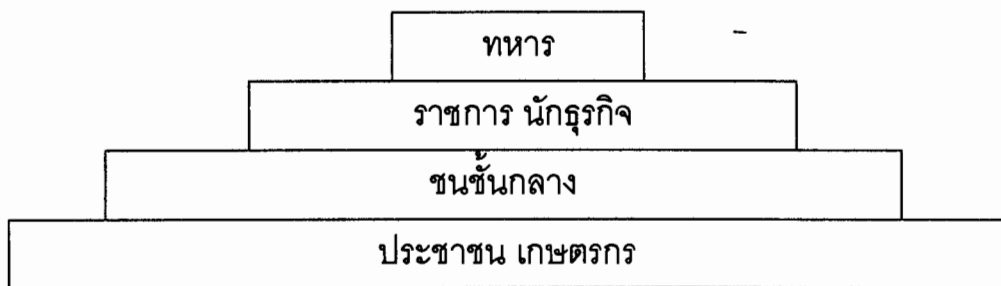 ทหาร
ราชการ นักธุรกิจ
ชนชั้นกลาง
ประชาชน เกษตรกร